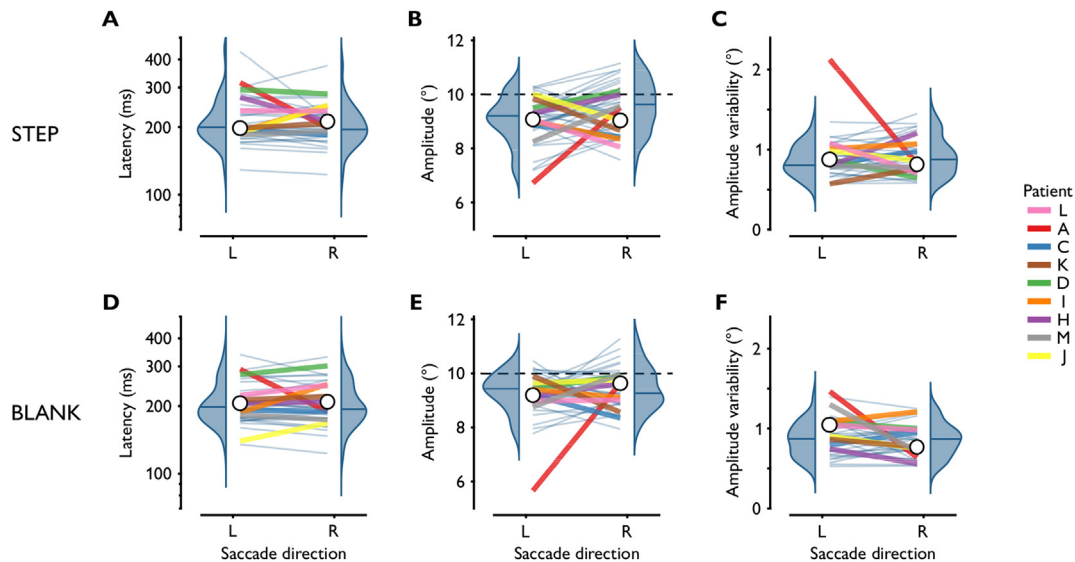 A B C
STEP
Latency (ms)
400
300
200
100
L R
Amplitude (°)
12
10
8
6
L R
Amplitude variability (°)
2
1
0
L R
Patient
L
A
C
K
D
I
H
M
J
D E F
BLANK
Latency (ms)
400
300
200
100
L R
Saccade direction
Amplitude (°)
12
10
8
6
L R
Saccade direction
Amplitude variability (°)
2
1
0
L R
Saccade direction